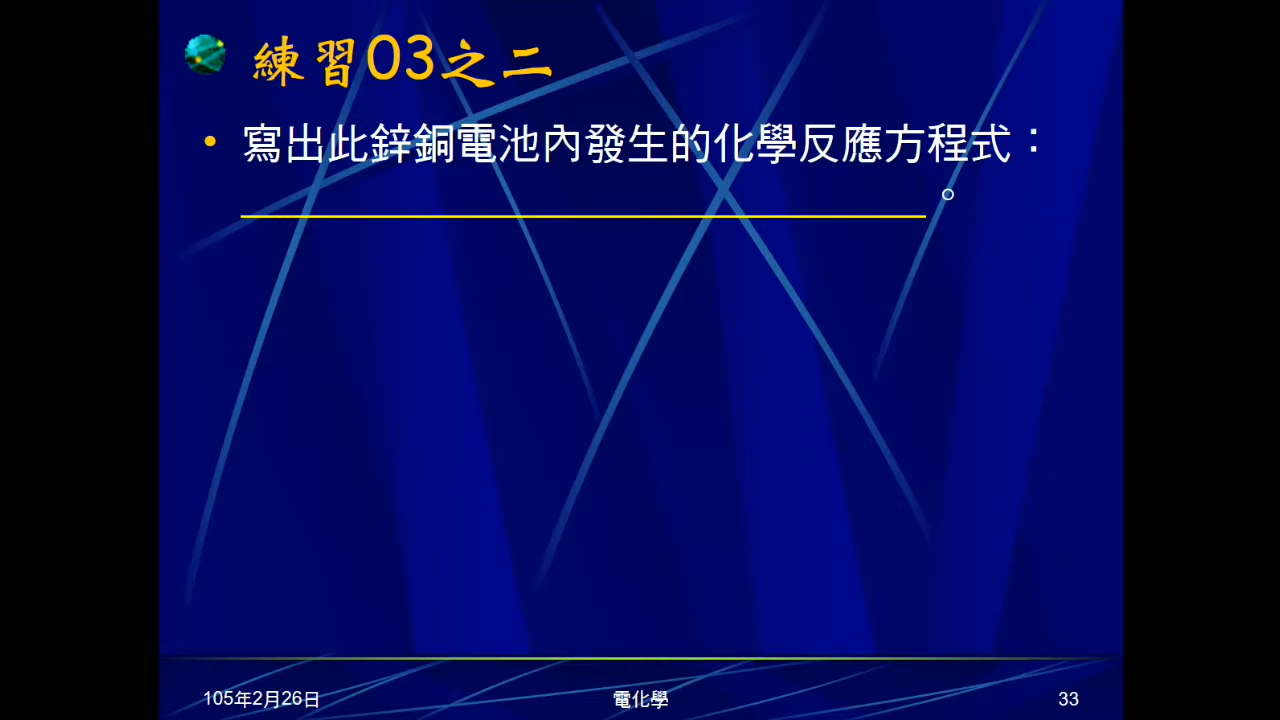 練習03之二
• 寫出此鋅銅電池內發生的化學反應方程式：
。
105年2月26日
電化學
33